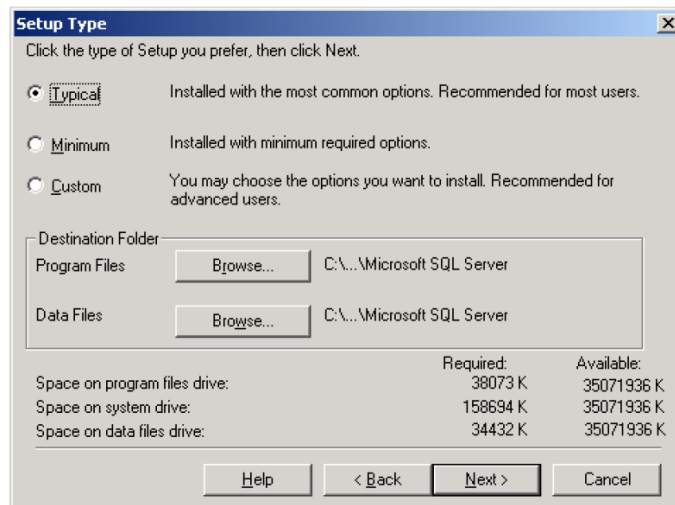 Setup Type
Click the type of Setup you prefer, then click Next.
Typical Installed with the most common options. Recommended for most users.
Minimum Installed with minimum required options.
Custom You may choose the options you want to install. Recommended for
advanced users.
Destination Folder
Program Files Browse... C:\...\Microsoft SQL Server
Data Files Browse... C:\...\Microsoft SQL Server
Required: Available:
Space on program files drive: 38073 K 35071936 K
Space on system drive: 158694 K 35071936 K
Space on data files drive: 34432 K 35071936 K
Help < Back Next > Cancel